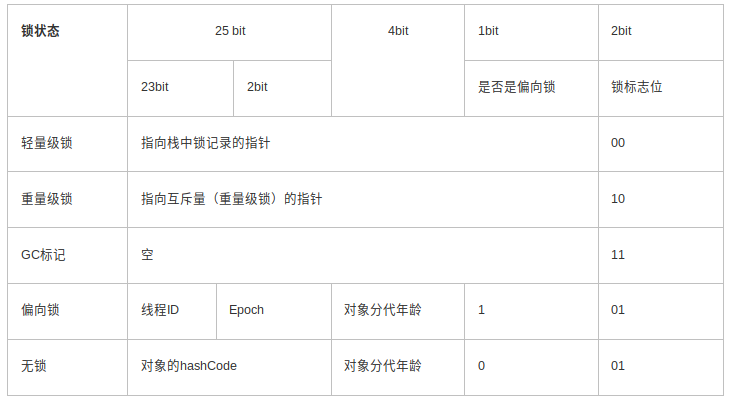 锁状态 25 bit 4bit 1bit 2bit
23bit 2bit 是否是偏向锁 锁标志位
轻量级锁 指向栈中锁记录的指针 00
重量级锁 指向互斥量（重量级锁）的指针 10
GC标记 空 11
偏向锁 线程ID Epoch 对象分代年龄 1 01
无锁 对象的hashCode 对象分代年龄 0 01